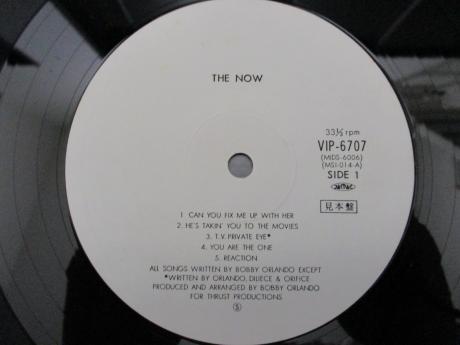 THE NOW
33⅓ rpm
VIP-6707
(MIDS-6006)
(MSI-014-A)
SIDE 1
見本盤
1. CAN YOU FIX ME UP WITH HER
2. HE'S TAKIN' YOU TO THE MOVIES
3. T.V. PRIVATE EYE*
4. YOU ARE THE ONE
5. REACTION
ALL SONGS WRITTEN BY BOBBY ORLANDO EXCEPT
*WRITTEN BY ORLANDO, DILIECE & ORIFICE
PRODUCED AND ARRANGED BY BOBBY ORLANDO
FOR THRUST PRODUCTIONS
Ⓢ